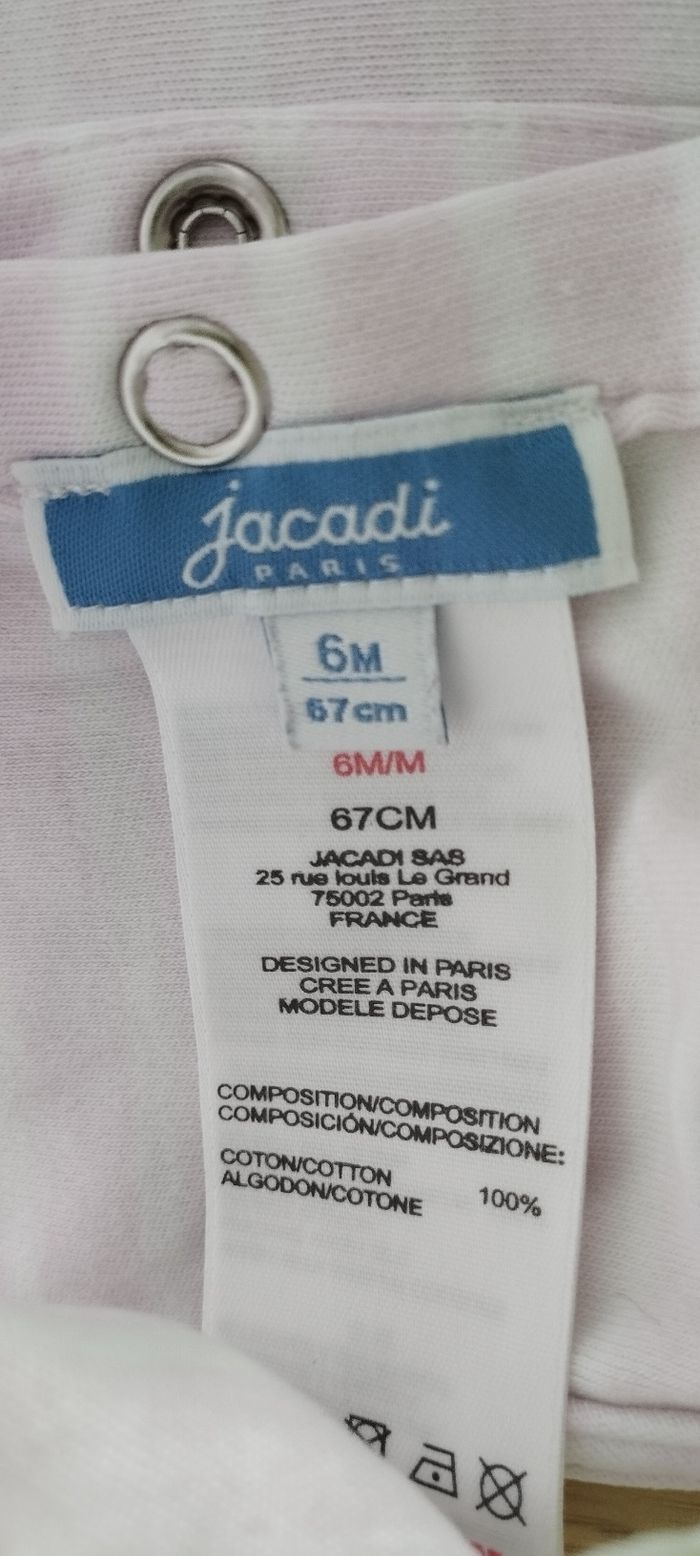 jacadi
PARIS
6M
67cm
6M/M
67CM
JACADI SAS
25 rue louis Le Grand
75002 Paris
FRANCE
DESIGNED IN PARIS
CREE A PARIS
MODELE DEPOSE
COMPOSITION/COMPOSITION
COMPOSICIÓN/COMPOSIZIONE:
COTON/COTTON
ALGODON/COTONE 100%